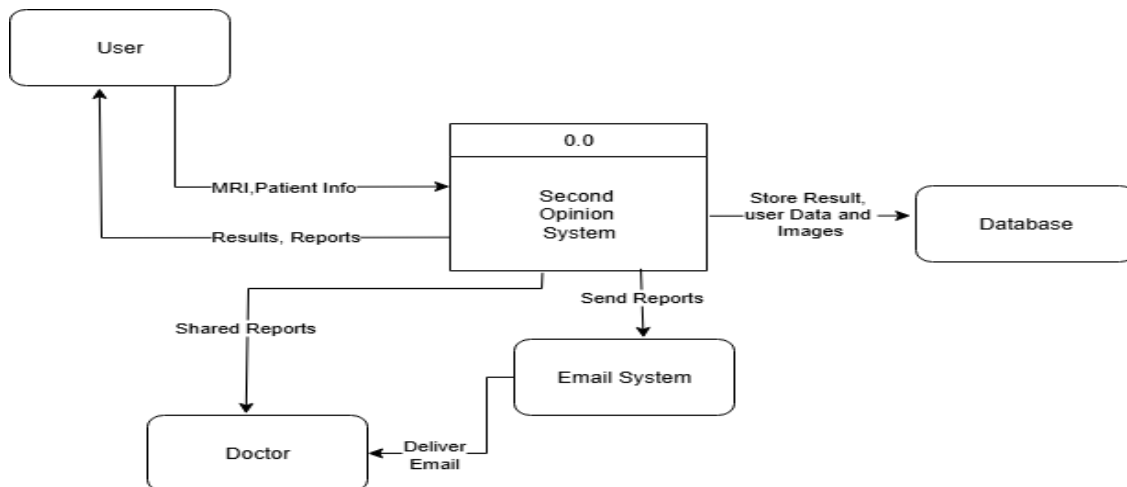 User
0.0
MRI,Patient Info
Second
Opinion
System
Store Result,
user Data and
Images
Database
Results, Reports
Send Reports
Shared Reports
Email System
Doctor
Deliver
Email